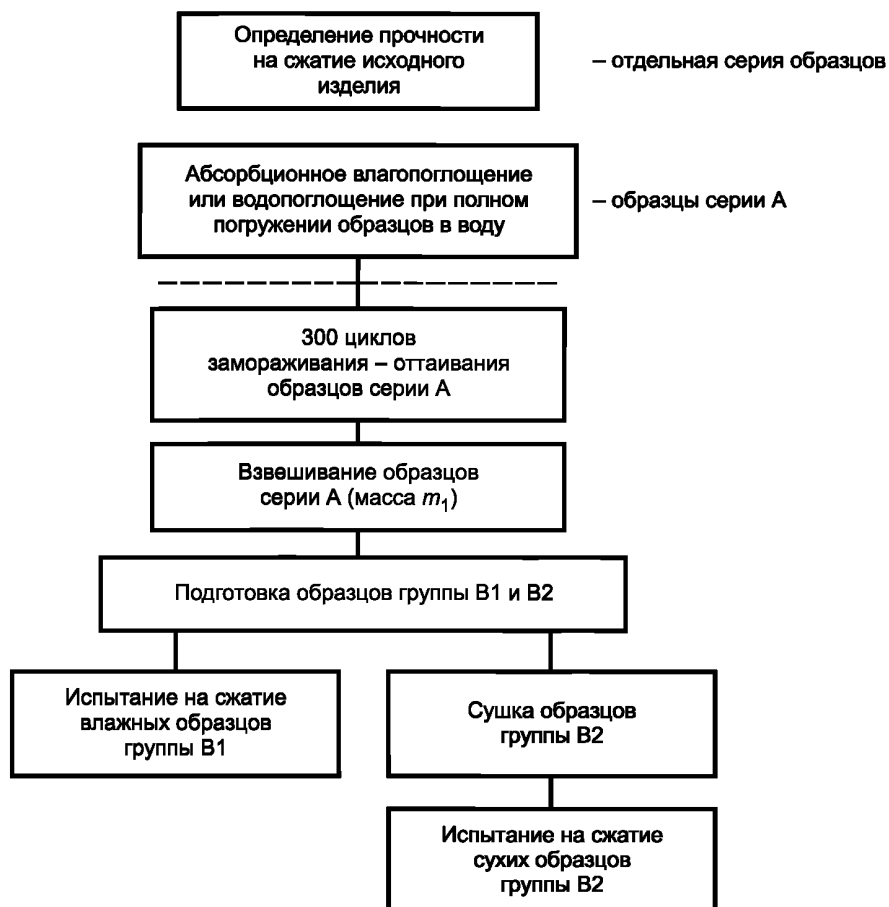 Определение прочности
на сжатие исходного
изделия
– отдельная серия образцов
Абсорбционное влагопоглощение
или водопоглощение при полном
погружении образцов в воду
– образцы серии А
300 циклов
замораживания – оттаивания
образцов серии А
Взвешивание образцов
серии А (масса m1)
Подготовка образцов группы В1 и В2
Испытание на сжатие
влажных образцов
группы В1
Сушка образцов
группы В2
Испытание на сжатие
сухих образцов
группы В2